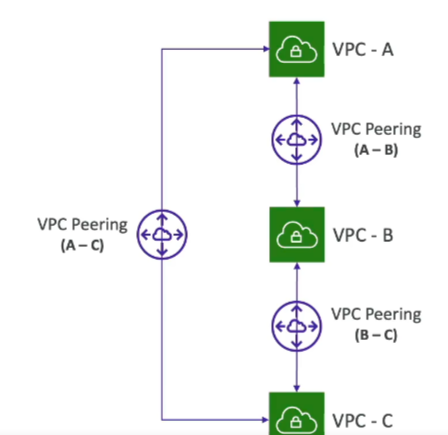 VPC - A
VPC Peering
(A – B)
VPC Peering
(A – C)
VPC - B
VPC Peering
(B – C)
VPC - C